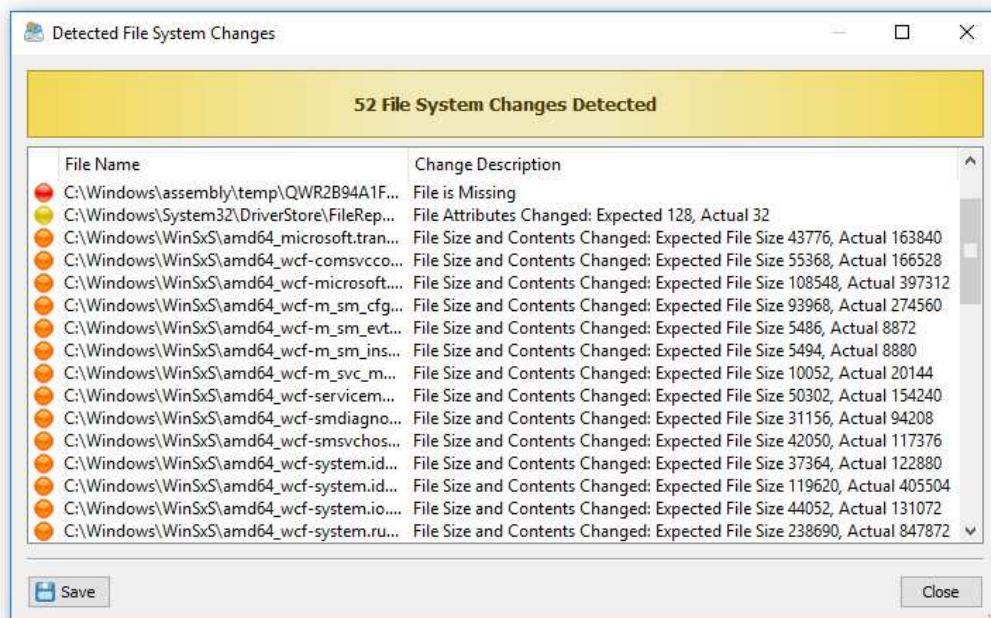 Detected File System Changes
52 File System Changes Detected
File Name Change Description
C:\Windows\assembly\temp\QWR2B94A1F... File is Missing
C:\Windows\System32\DriverStore\FileRep... File Attributes Changed: Expected 128, Actual 32
C:\Windows\WinSxS\amd64_microsoft.tran... File Size and Contents Changed: Expected File Size 43776, Actual 163840
C:\Windows\WinSxS\amd64_wcf-comsvcco... File Size and Contents Changed: Expected File Size 55368, Actual 166528
C:\Windows\WinSxS\amd64_wcf-microsoft.... File Size and Contents Changed: Expected File Size 108548, Actual 397312
C:\Windows\WinSxS\amd64_wcf-m_sm_cfg... File Size and Contents Changed: Expected File Size 93968, Actual 274560
C:\Windows\WinSxS\amd64_wcf-m_sm_evt... File Size and Contents Changed: Expected File Size 5486, Actual 8872
C:\Windows\WinSxS\amd64_wcf-m_sm_ins... File Size and Contents Changed: Expected File Size 5494, Actual 8880
C:\Windows\WinSxS\amd64_wcf-m_svc_m... File Size and Contents Changed: Expected File Size 10052, Actual 20144
C:\Windows\WinSxS\amd64_wcf-servicem... File Size and Contents Changed: Expected File Size 50302, Actual 154240
C:\Windows\WinSxS\amd64_wcf-smdiagno... File Size and Contents Changed: Expected File Size 31156, Actual 94208
C:\Windows\WinSxS\amd64_wcf-smsvchos... File Size and Contents Changed: Expected File Size 42050, Actual 117376
C:\Windows\WinSxS\amd64_wcf-system.id... File Size and Contents Changed: Expected File Size 37364, Actual 122880
C:\Windows\WinSxS\amd64_wcf-system.id... File Size and Contents Changed: Expected File Size 119620, Actual 405504
C:\Windows\WinSxS\amd64_wcf-system.io... File Size and Contents Changed: Expected File Size 44052, Actual 131072
C:\Windows\WinSxS\amd64_wcf-system.ru... File Size and Contents Changed: Expected File Size 238690, Actual 847872
Save Close